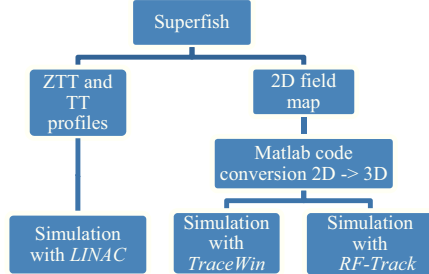 Superfish
ZTT and
TT
profiles
2D field
map
Matlab code
conversion 2D -> 3D
Simulation
with LINAC
Simulation
with
TraceWin
Simulation
with
RF-Track